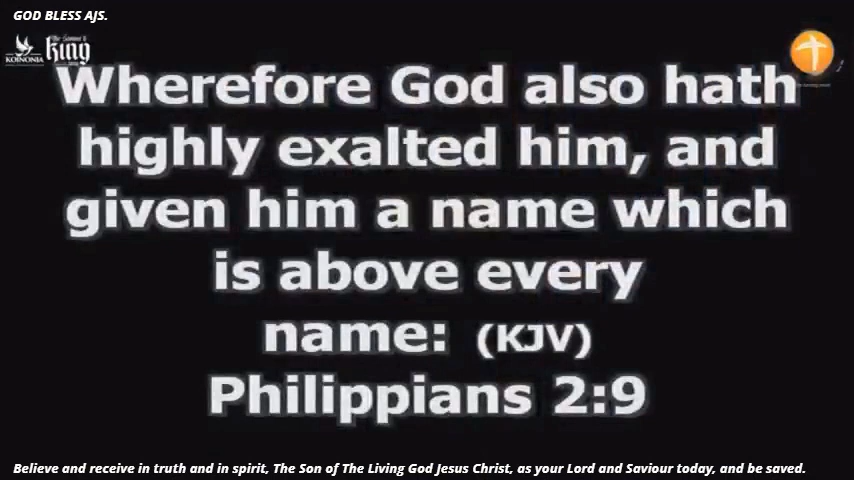 GOD BLESS AJS.
KOINONIA
King
Wherefore God also hath
highly exalted him, and
given him a name which
is above every
name: (KJV)
Philippians 2:9
Believe and receive in truth and in spirit, The Son of The Living God Jesus Christ, as your Lord and Saviour today, and be saved.